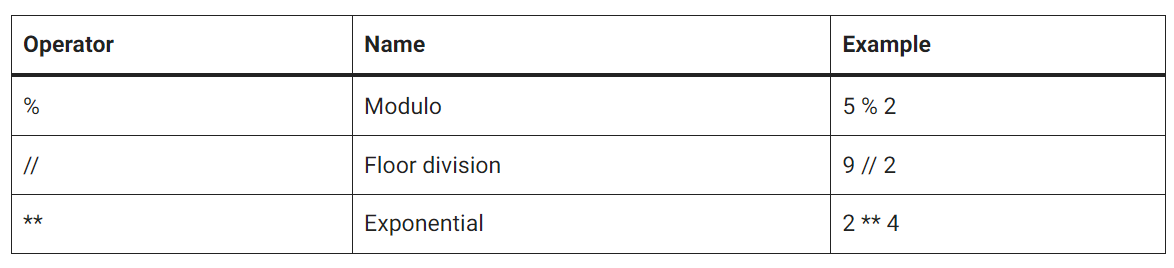 Operator Name Example
% Modulo 5 % 2
// Floor division 9 // 2
** Exponential 2 ** 4